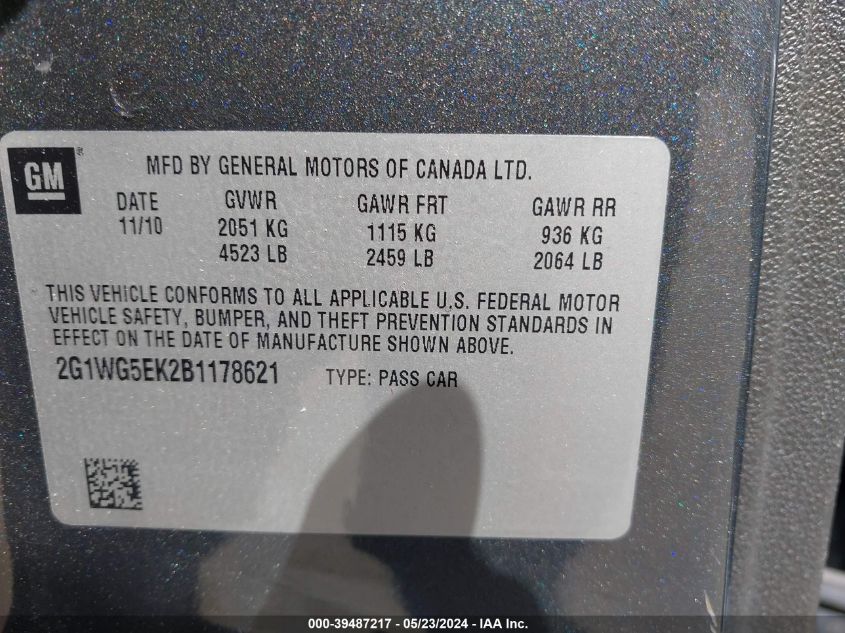 GM ®
MFD BY GENERAL MOTORS OF CANADA LTD.
DATE GVWR GAWR FRT GAWR RR
11/10 2051 KG 1115 KG 936 KG
4523 LB 2459 LB 2064 LB
THIS VEHICLE CONFORMS TO ALL APPLICABLE U.S. FEDERAL MOTOR
VEHICLE SAFETY, BUMPER, AND THEFT PREVENTION STANDARDS IN
EFFECT ON THE DATE OF MANUFACTURE SHOWN ABOVE.
2G1WG5EK2B1178621 TYPE: PASS CAR
000-39487217 - 05/23/2024 - IAA Inc.